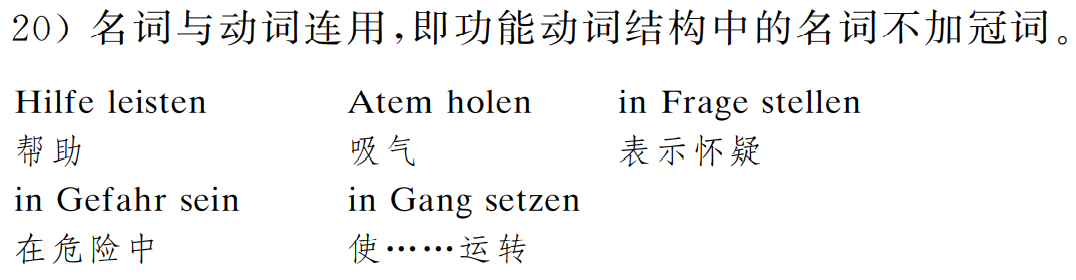 20) 名词与动词连用,即功能动词结构中的名词不加冠词。
Hilfe leisten Atem holen in Frage stellen
帮助 吸气 表示怀疑
in Gefahr sein in Gang setzen
在危险中 使……运转